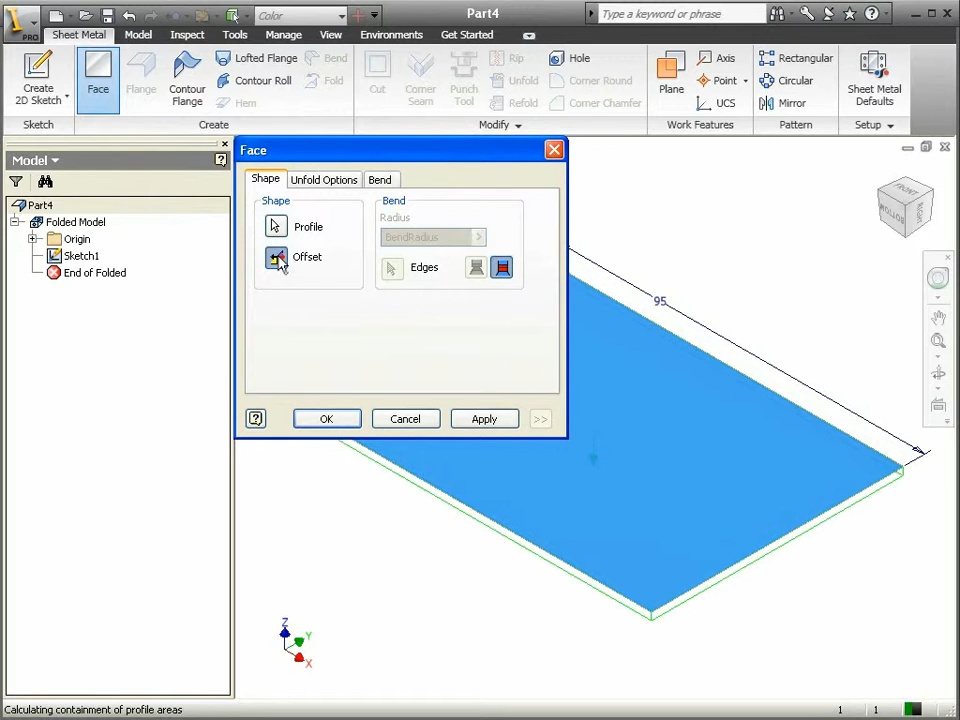 Color
Part4
Type a keyword or phrase
PRO
Sheet Metal Model Inspect Tools Manage View Environments Get Started
Create
2D Sketch
Face
Flange
Contour
Flange
Lofted Flange
Contour Roll
Hem
Bend
Fold
Cut
Corner
Seam
Punch
Tool
Rip
Unfold
Refold
Hole
Corner Round
Corner Chamfer
Plane
Axis
Point
UCS
Rectangular
Circular
Mirror
Sheet Metal
Defaults
Sketch Create Modify Work Features Pattern Setup
Model
Part4
Folded Model
Origin
Sketch1
End of Folded
Face
Shape Unfold Options Bend
Shape
Profile
Offset
Bend
Radius
BendRadius
Edges
OK Cancel Apply >>
95
FRONT
BOTTOM
RIGHT
Z
Y
X
Calculating containment of profile areas
1 1